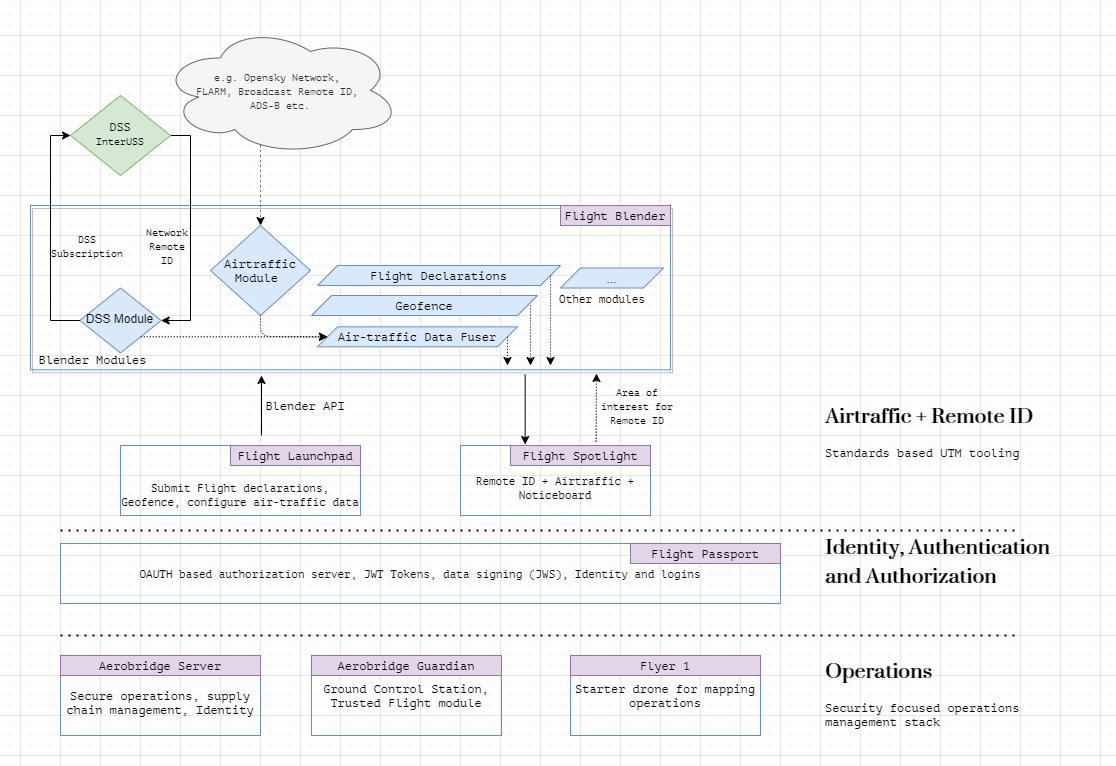 e.g. Opensky Network,
FLARM, Broadcast Remote ID,
ADS-B etc.
DSS
InterUSS
Flight Blender
DSS
Subscription
Network
Remote
ID
Airtraffic
Module
Flight Declarations
...
Other modules
Geofence
DSS Module
Air-traffic Data Fuser
Blender Modules
Blender API
Area of
interest for
Remote ID
Airtraffic + Remote ID
Standards based UTM tooling
Flight Launchpad
Submit Flight declarations,
Geofence, configure air-traffic data
Flight Spotlight
Remote ID + Airtraffic +
Noticeboard
Identity, Authentication
and Authorization
Flight Passport
OAUTH based authorization server, JWT Tokens, data signing (JWS), Identity and logins
Aerobridge Server
Secure operations, supply
chain management, Identity
Aerobridge Guardian
Ground Control Station,
Trusted Flight module
Flyer 1
Starter drone for mapping
operations
Operations
Security focused operations
management stack